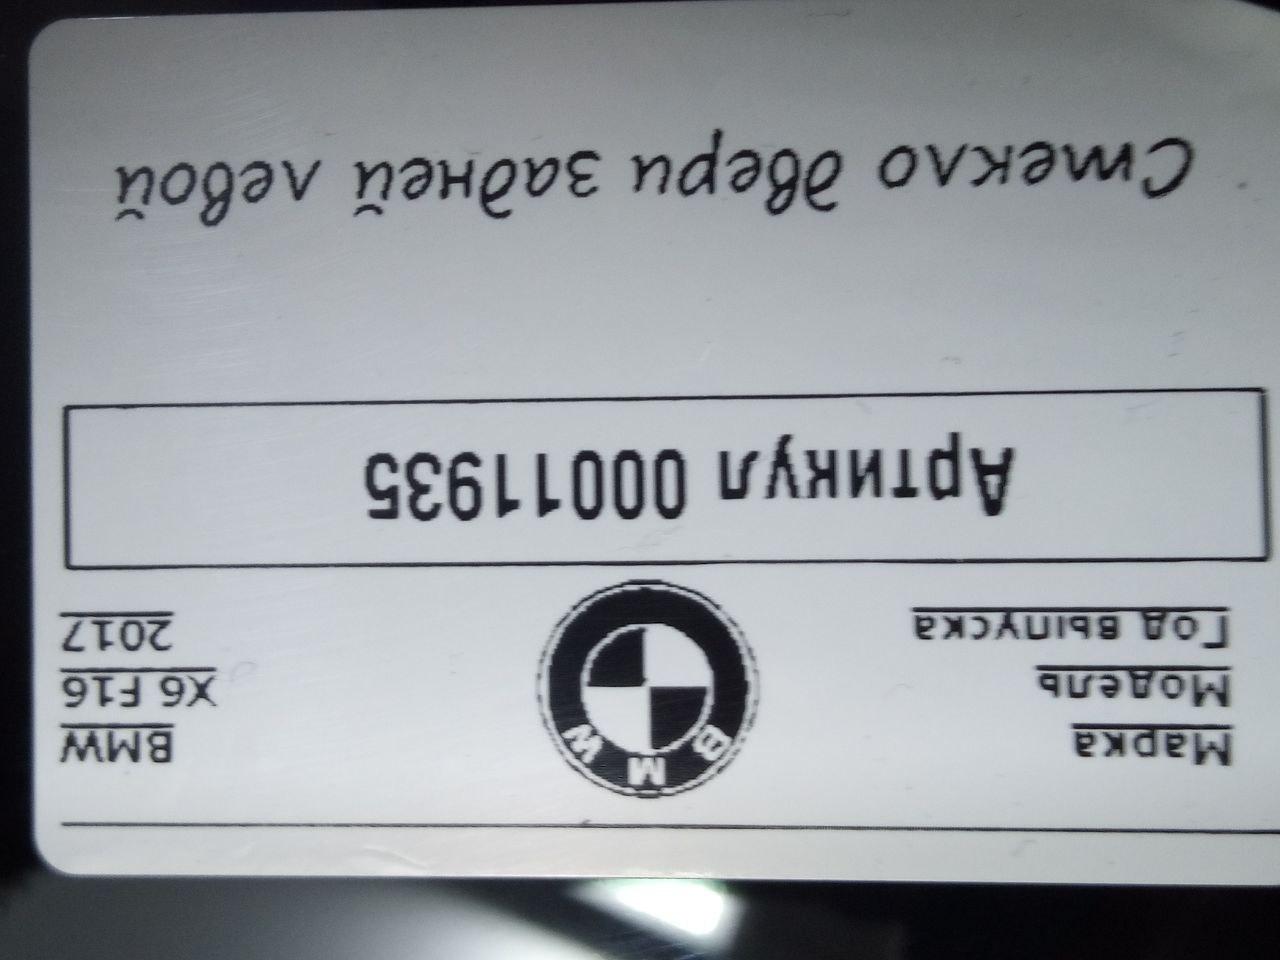 Марка BMW
Модель X6 F16
Год выпуска 2017
BMW
Артикул 00011935
Стекло двери задней левой